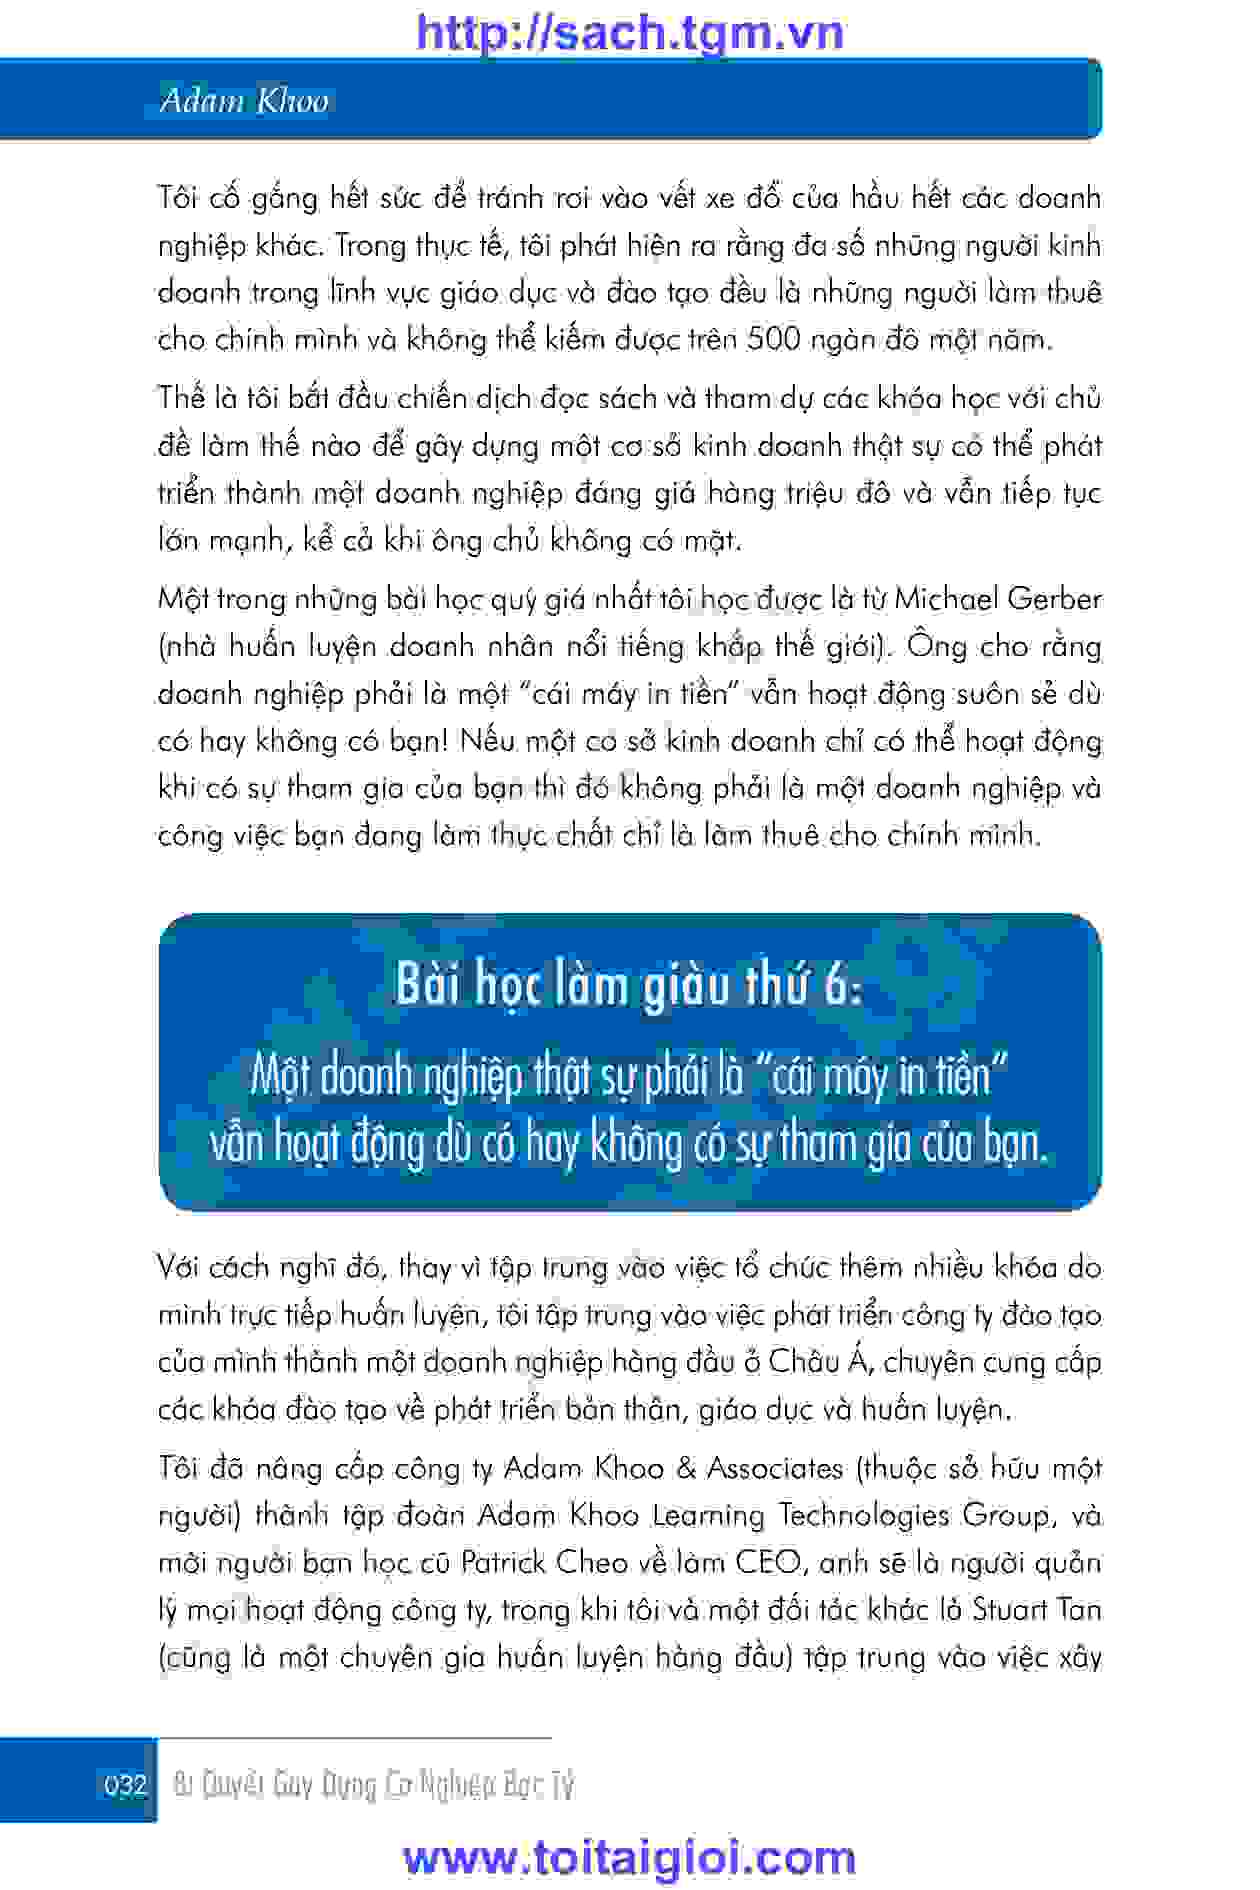 http://sach.tgm.vn
Adam Khoo
Tôi cố gắng hết sức để tránh rơi vào vết xe đổ của hầu hết các doanh
nghiệp khác. Trong thực tế, tôi phát hiện ra rằng đa số những người kinh
doanh trong lĩnh vực giáo dục và đào tạo đều là những người làm thuê
cho chính mình và không thể kiếm được trên 500 ngàn đô một năm.
Thế là tôi bắt đầu chiến dịch đọc sách và tham dự các khóa học với chủ
đề làm thế nào để gây dựng một cơ sở kinh doanh thật sự có thể phát
triển thành một doanh nghiệp đáng giá hàng triệu đô và vẫn tiếp tục
lớn mạnh, kể cả khi ông chủ không có mặt.
Một trong những bài học quý giá nhất tôi học được là từ Michael Gerber
(nhà huấn luyện doanh nhân nổi tiếng khắp thế giới). Ông cho rằng
doanh nghiệp phải là một “cái máy in tiền” vẫn hoạt động suôn sẻ dù
có hay không có bạn! Nếu một cơ sở kinh doanh chỉ có thể hoạt động
khi có sự tham gia của bạn thì đó không phải là một doanh nghiệp và
công việc bạn đang làm thực chất chỉ là làm thuê cho chính mình.
Bài học làm giàu thứ 6:
Một doanh nghiệp thật sự phải là “cái máy in tiền”
vẫn hoạt động dù có hay không có sự tham gia của bạn.
Với cách nghĩ đó, thay vì tập trung vào việc tổ chức thêm nhiều khóa do
mình trực tiếp huấn luyện, tôi tập trung vào việc phát triển công ty đào tạo
của mình thành một doanh nghiệp hàng đầu ở Châu Á, chuyên cung cấp
các khóa đào tạo về phát triển bản thân, giáo dục và huấn luyện.
Tôi đã nâng cấp công ty Adam Khoo & Associates (thuộc sở hữu một
người) thành tập đoàn Adam Khoo Learning Technologies Group, và
mời người bạn học cũ Patrick Cheo về làm CEO, anh sẽ là người quản
lý mọi hoạt động công ty, trong khi tôi và một đối tác khác là Stuart Tan
(cũng là một chuyên gia huấn luyện hàng đầu) tập trung vào việc xây
032 Bí Quyết Gây Dựng Cơ Nghiệp Bạc Tỷ
www.toitaigioi.com